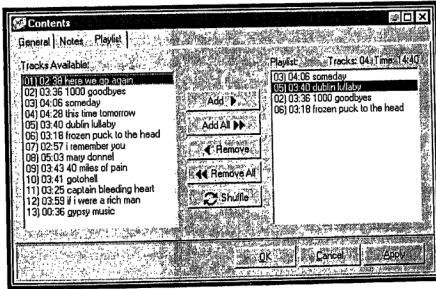 Contents
General Notes Playlist
Tracks Available:
01) 02:38 here we go again
02) 03:36 1000 goodbyes
03) 04:06 someday
04) 04:28 this time tomorrow
05) 03:40 dublin lullaby
06) 03:18 frozen puck to the head
07) 02:57 i remember you
08) 05:03 mary donnel
09) 03:43 40 miles of pain
10) 03:41 gotohell
11) 03:25 captain bleeding heart
12) 03:59 if i were a rich man
13) 00:36 gypsy music
Add
Add All
Remove
Remove All
Shuffle
Playlist: Tracks: 04 Time: 14:40
03) 04:06 someday
05) 03:40 dublin lullaby
02) 03:36 1000 goodbyes
06) 03:18 frozen puck to the head
OK Cancel Apply